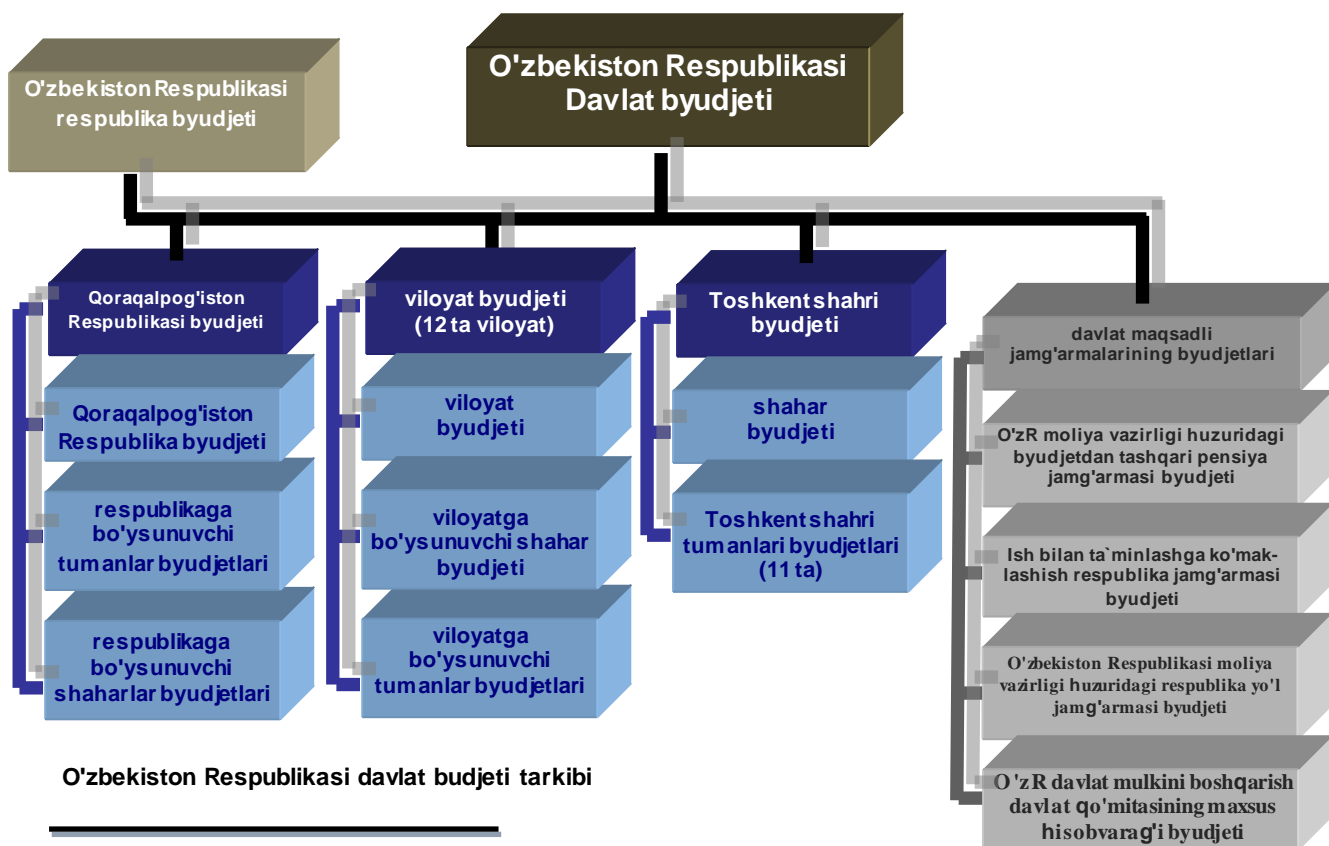 O'zbekiston Respublikasi
respublika byudjeti
O'zbekiston Respublikasi
Davlat byudjeti
Qoraqalpog'iston
Respublikasi byudjeti
Qoraqalpog'iston
Respublika byudjeti
respublikaga
bo'ysunuvchi
tumanlar byudjetlari
respublikaga
bo'ysunuvchi
shaharlar byudjetlari
viloyat byudjeti
(12 ta viloyat)
viloyat
byudjeti
viloyatga
bo'ysunuvchi shahar
byudjeti
viloyatga
bo'ysunuvchi
tumanlar byudjetlari
Toshkent shahri
byudjeti
shahar
byudjeti
Toshkent shahri
tumanlari byudjetlari
(11 ta)
davlat maqsadli
jamg'armalarining byudjetlari
O'zR moliya vazirligi huzuridagi
byudjetdan tashqari pensiya
jamg'armasi byudjeti
Ish bilan ta`minlashga ko'mak-
lashish respublika jamg'armasi
byudjeti
O'zbekiston Respublikasi moliya
vazirligi huzuridagi respublika yo'l
jamg'armasi byudjeti
O'zR davlat mulkini boshqarish
davlat qo'mitasining maxsus
hisobvarag'i byudjeti
O'zbekiston Respublikasi davlat budjeti tarkibi